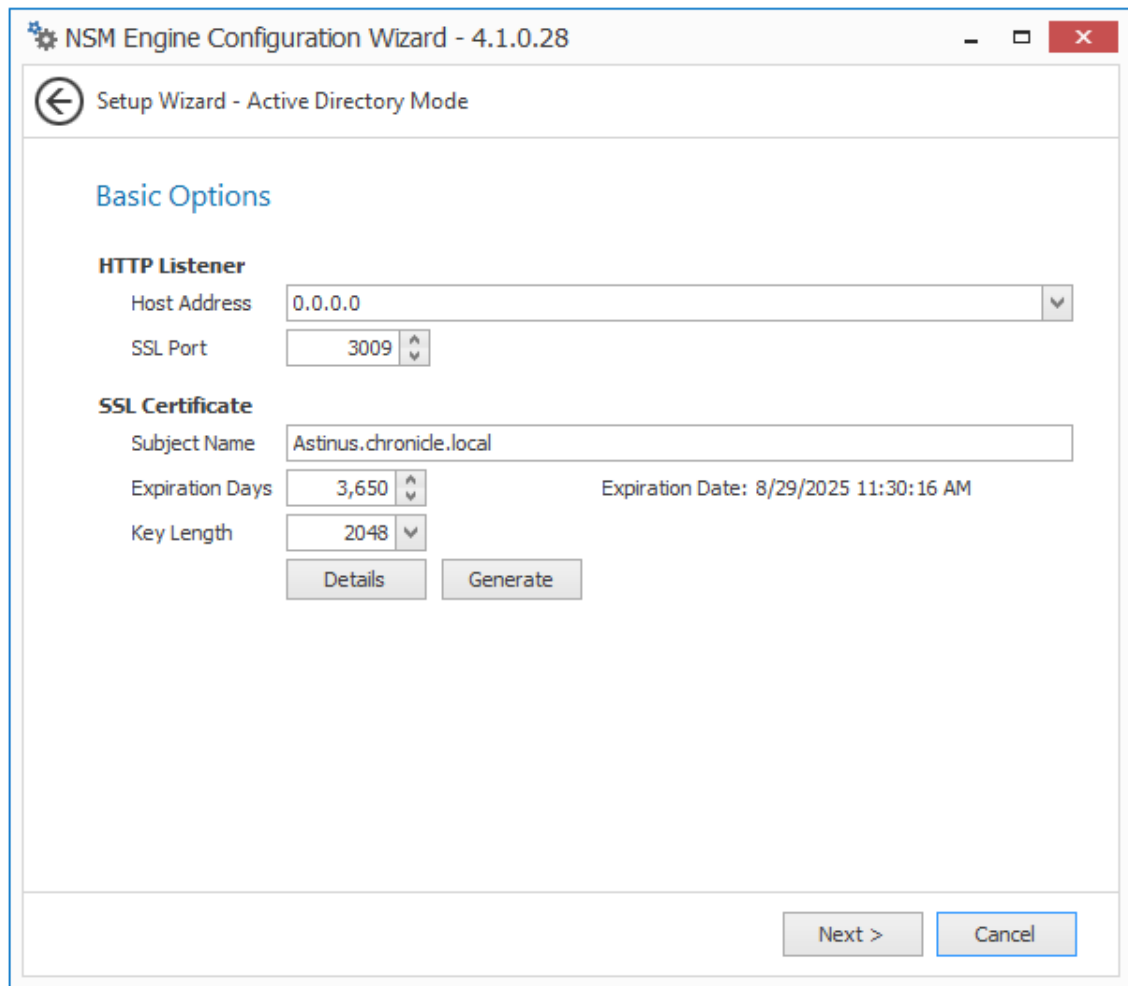 NSM Engine Configuration Wizard - 4.1.0.28
Setup Wizard - Active Directory Mode
Basic Options
HTTP Listener
Host Address 0.0.0.0
SSL Port 3009
SSL Certificate
Subject Name Astinus.chronicle.local
Expiration Days 3,650 Expiration Date: 8/29/2025 11:30:16 AM
Key Length 2048
Details Generate
Next > Cancel